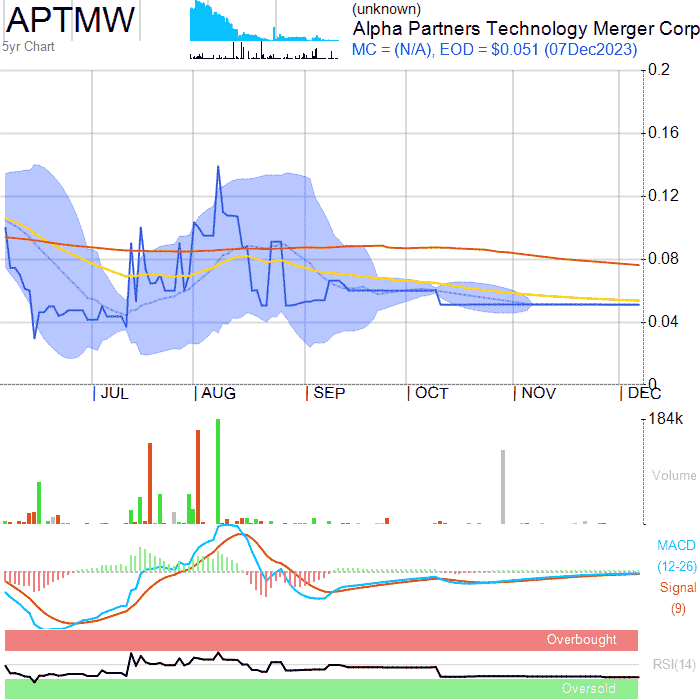 APTMW
5yr Chart
(unknown)
Alpha Partners Technology Merger Corp
MC = (N/A), EOD = $0.051 (07Dec2023)
0.2
0.16
0.12
0.08
0.04
0
JUL AUG SEP OCT NOV DEC
184k
Volume
MACD
(12-26)
Signal
(9)
Overbought
RSI(14)
Oversold